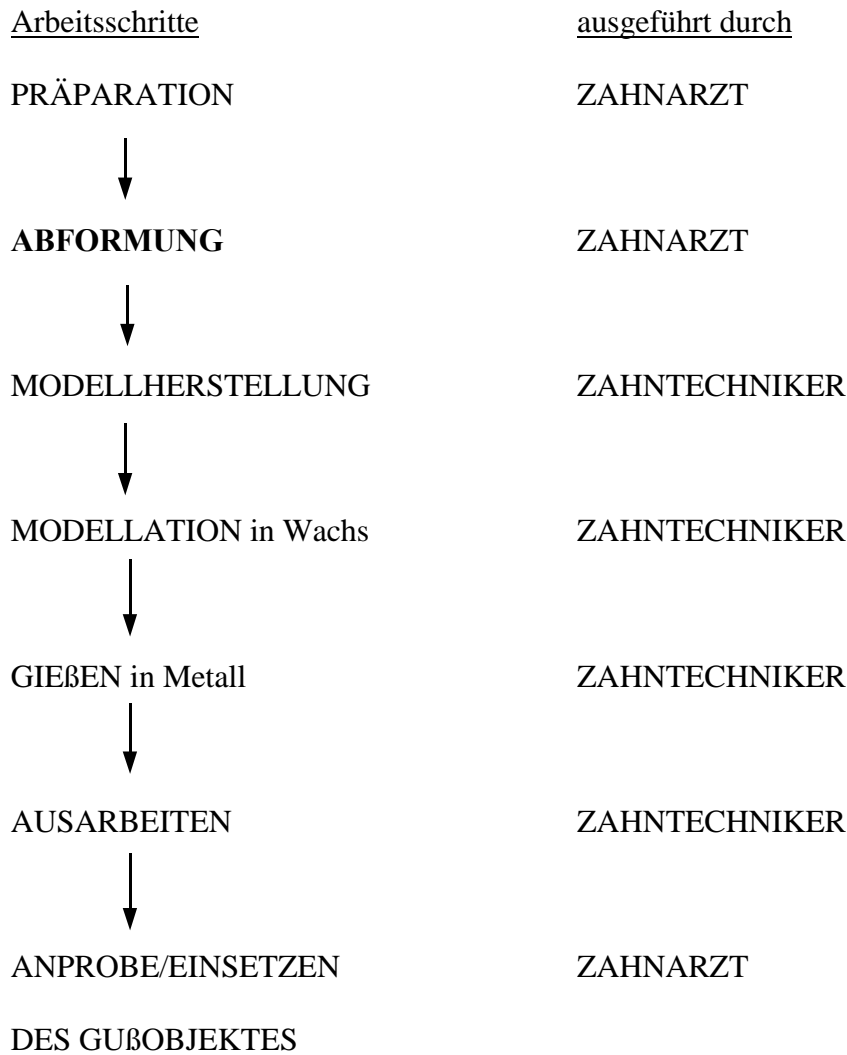 Arbeitsschritte ausgeführt durch
PRÄPARATION ZAHNARZT
ABFORMUNG ZAHNARZT
MODELLHERSTELLUNG ZAHNTECHNIKER
MODELLATION in Wachs ZAHNTECHNIKER
GIEßEN in Metall ZAHNTECHNIKER
AUSARBEITEN ZAHNTECHNIKER
ANPROBE/EINSETZEN ZAHNARZT
DES GUßOBJEKTES